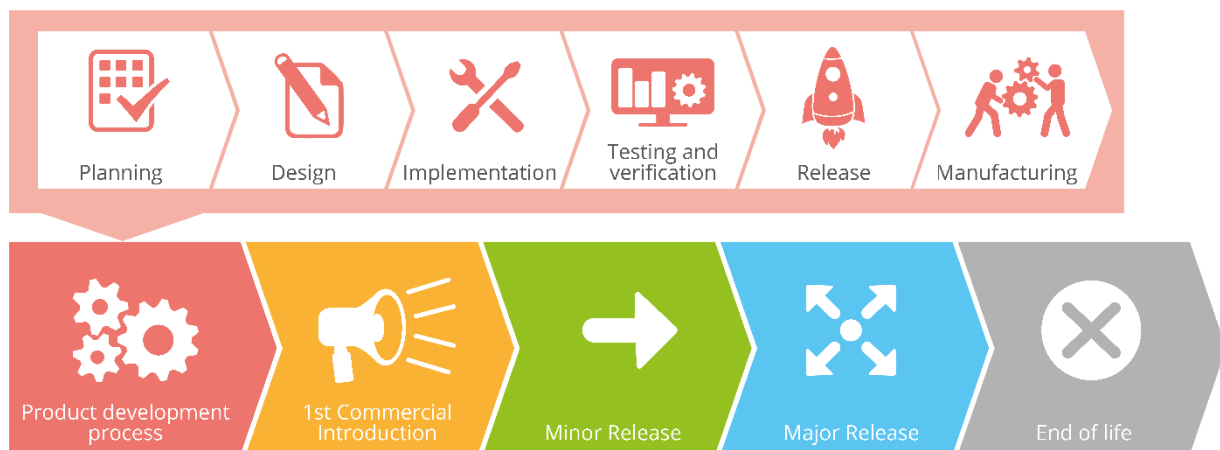 Planning
Design
Implementation
Testing and
verification
Release
Manufacturing
Product development
process
1st Commercial
Introduction
Minor Release
Major Release
End of life